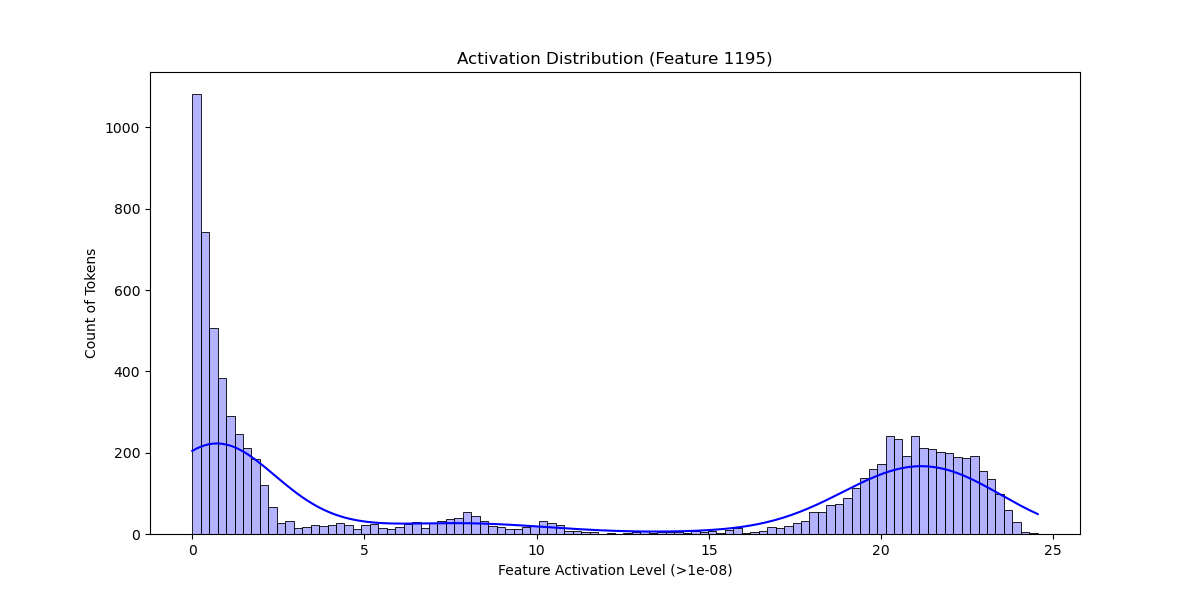 Activation Distribution (Feature 1195)
Count of Tokens
1000
800
600
400
200
0
0 5 10 15 20 25
Feature Activation Level (>1e-08)